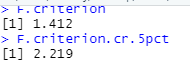 > F.criterion
[1] 1.412
> F.criterion.cr.5pct
[1] 2.219